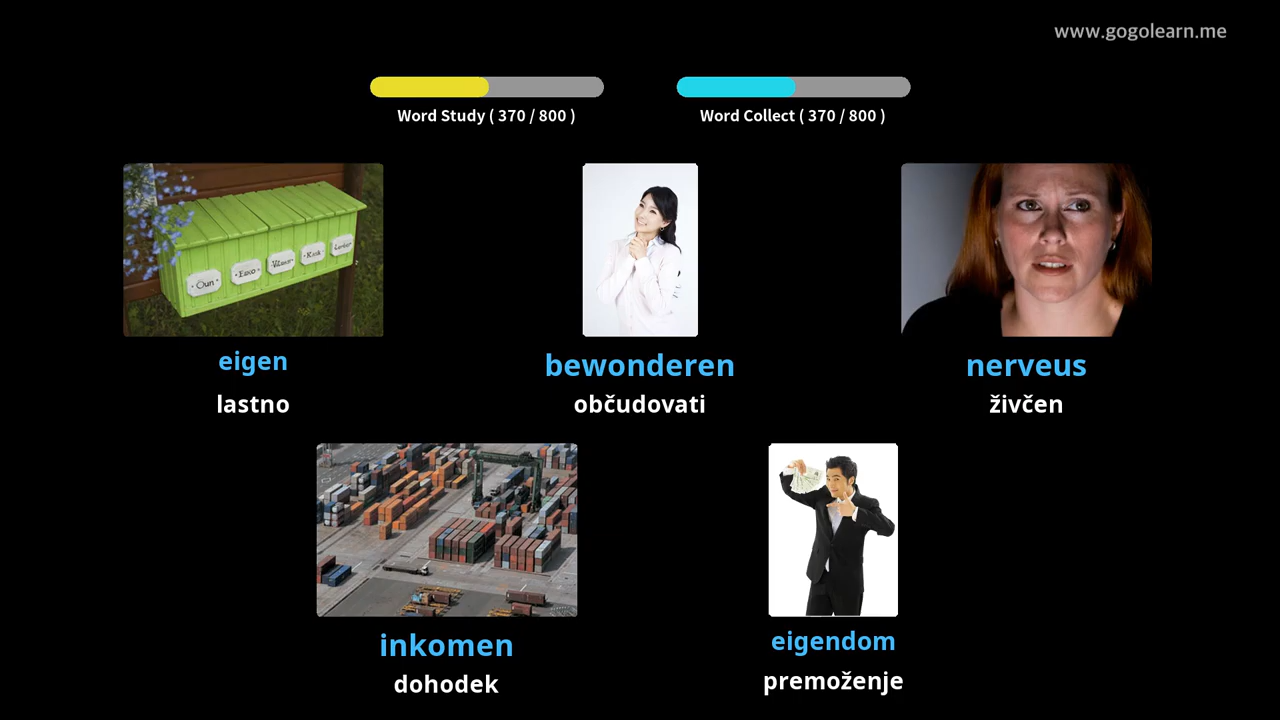 www.gogolearn.me
Word Study ( 370 / 800 )
Word Collect ( 370 / 800 )
eigen
lastno
bewonderen
občudovati
nerveus
živčen
inkomen
dohodek
eigendom
premoženje